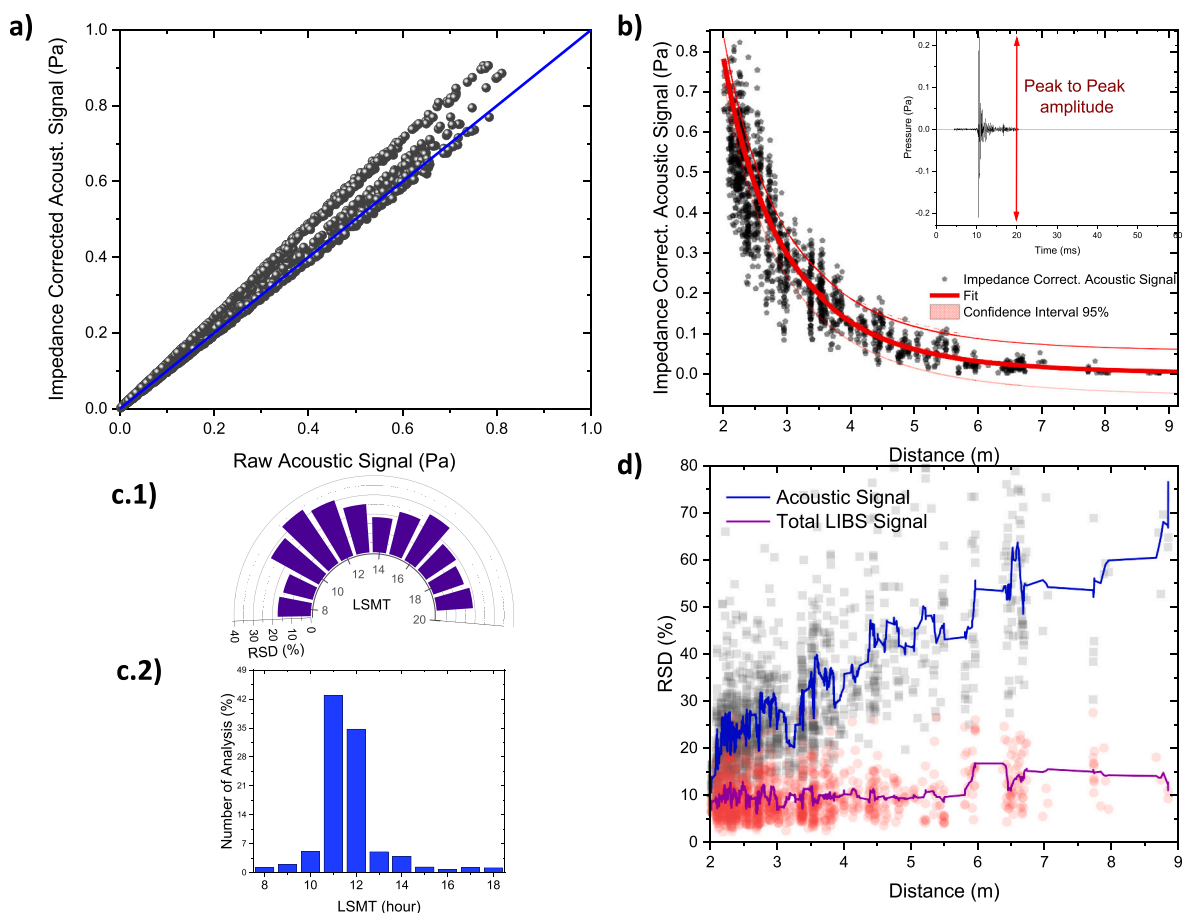 a)
Impedance Corrected Acoust. Signal (Pa)
1.0
0.8
0.6
0.4
0.2
0.0
0.0 0.2 0.4 0.6 0.8 1.0
Raw Acoustic Signal (Pa)
b)
Impedance Correct. Acoustic Signal (Pa)
0.8
0.7
0.6
0.5
0.4
0.3
0.2
0.1
0.0
2 3 4 5 6 7 8 9
Distance (m)
Pressure (Pa)
0.2
0.1
0.0
-0.1
-0.2
0 10 20 30 40 50 60
Time (ms)
Peak to Peak
amplitude
Impedance Correct. Acoustic Signal
Fit
Confidence Interval 95%
c.1)
8 10 12 14 16 18 20
LSMT
40 30 20 10 0
RSD (%)
c.2)
Number of Analysis (%)
49
42
35
28
21
14
7
0
8 10 12 14 16 18
LSMT (hour)
d)
RSD (%)
80
70
60
50
40
30
20
10
0
2 3 4 5 6 7 8 9
Distance (m)
Acoustic Signal
Total LIBS Signal